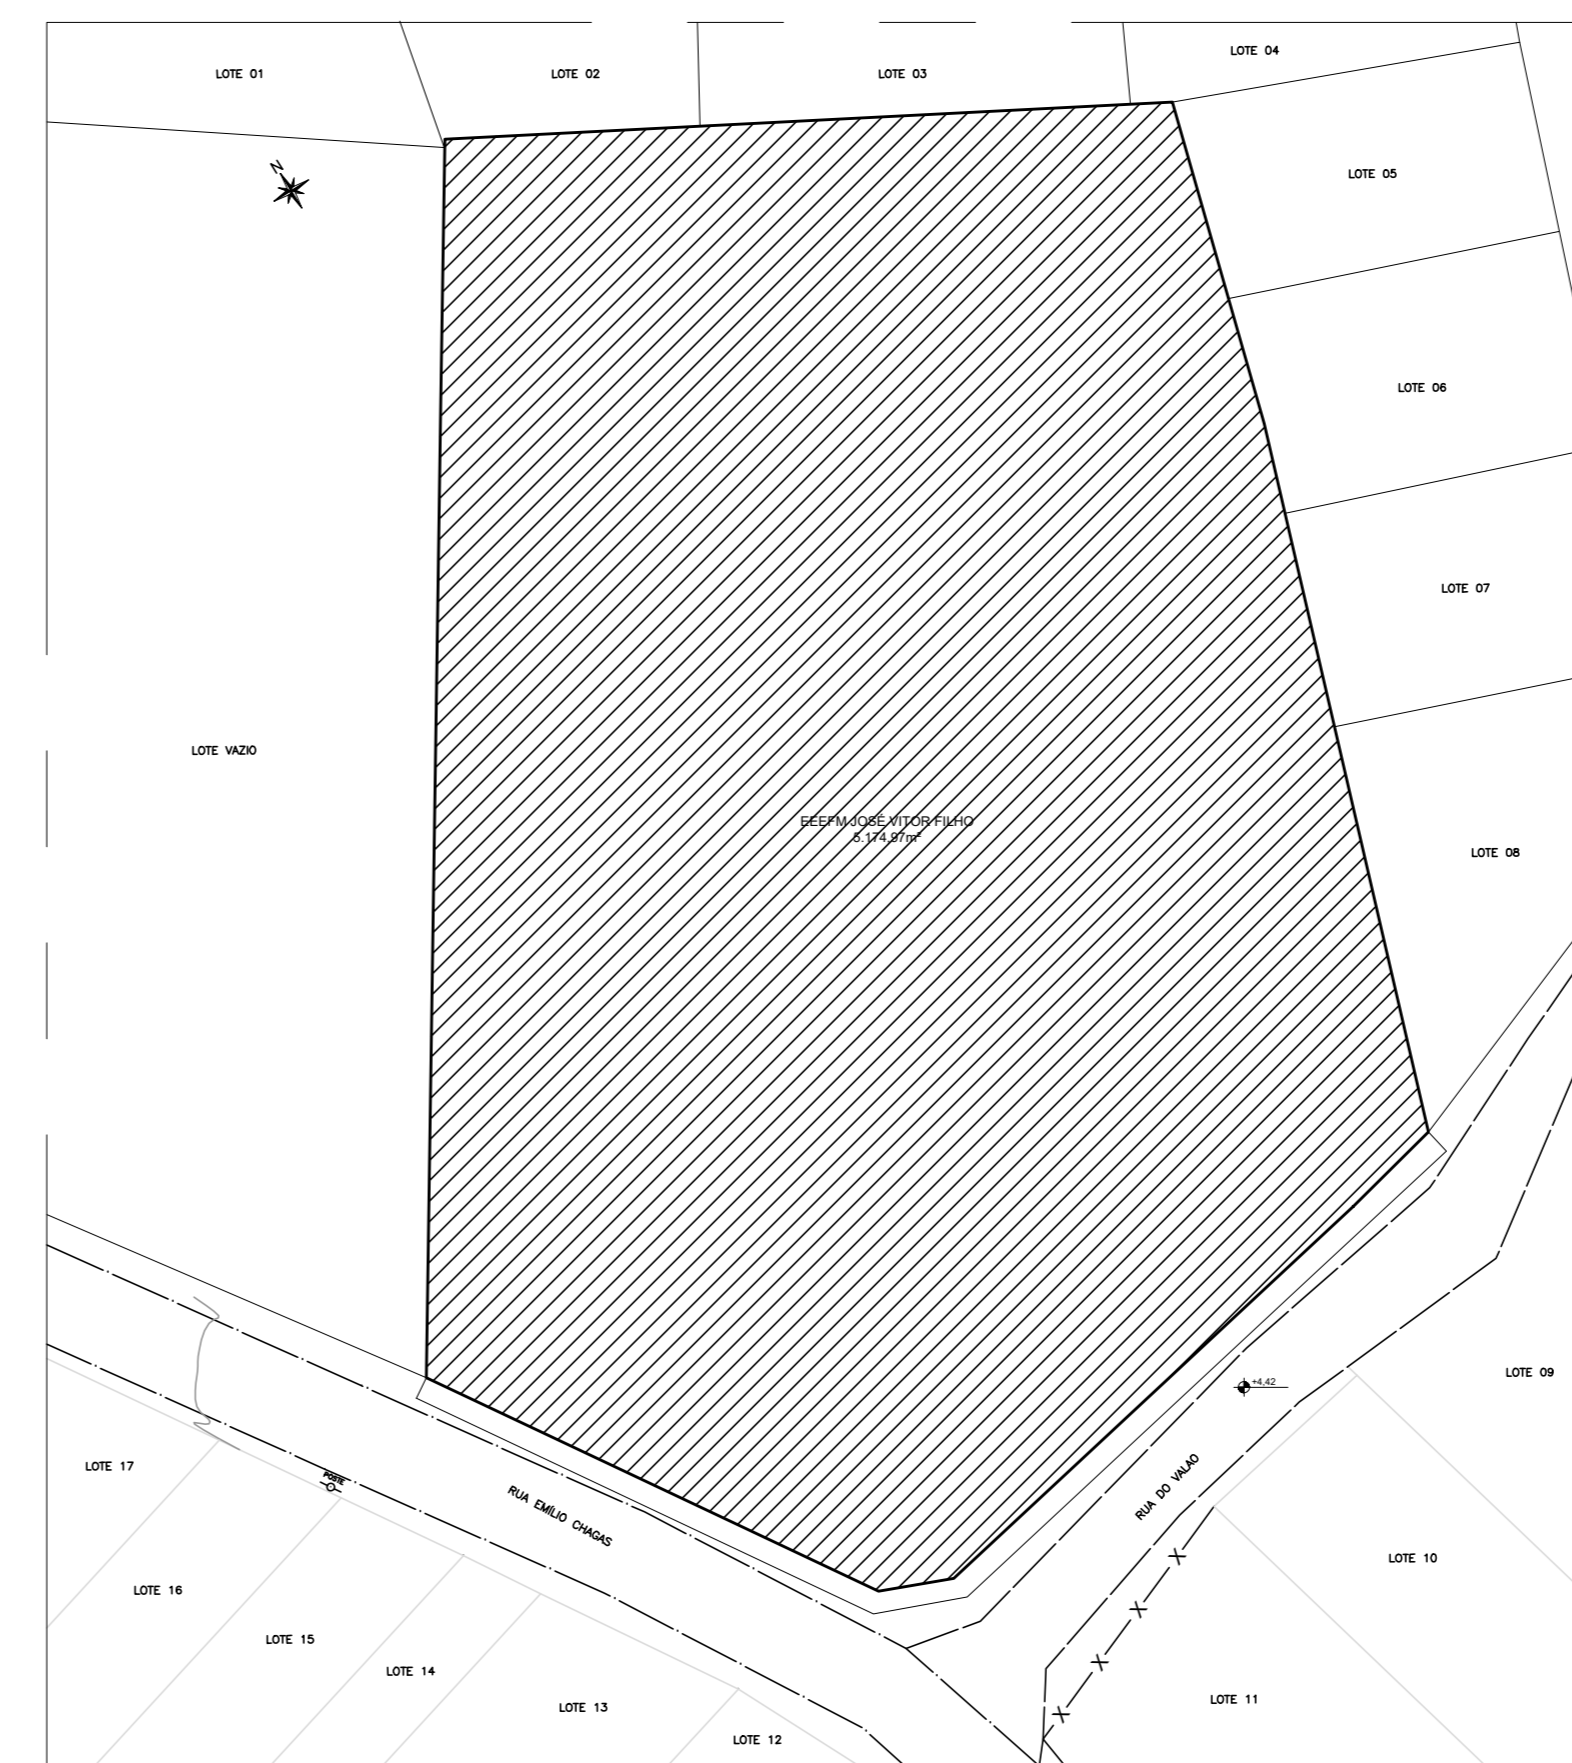 LOTE 01
LOTE 02
LOTE 03
LOTE 04
N
LOTE 05
LOTE 06
LOTE 07
LOTE VAZIO
EEEFM JOSÉ VITOR FILHO
5.174,97m²
LOTE 08
+4,42
LOTE 09
LOTE 17
POSTE
RUA EMÍLIO CHAGAS
RUA DO VALAO
LOTE 10
LOTE 16
LOTE 15
LOTE 14
LOTE 13
LOTE 11
LOTE 12